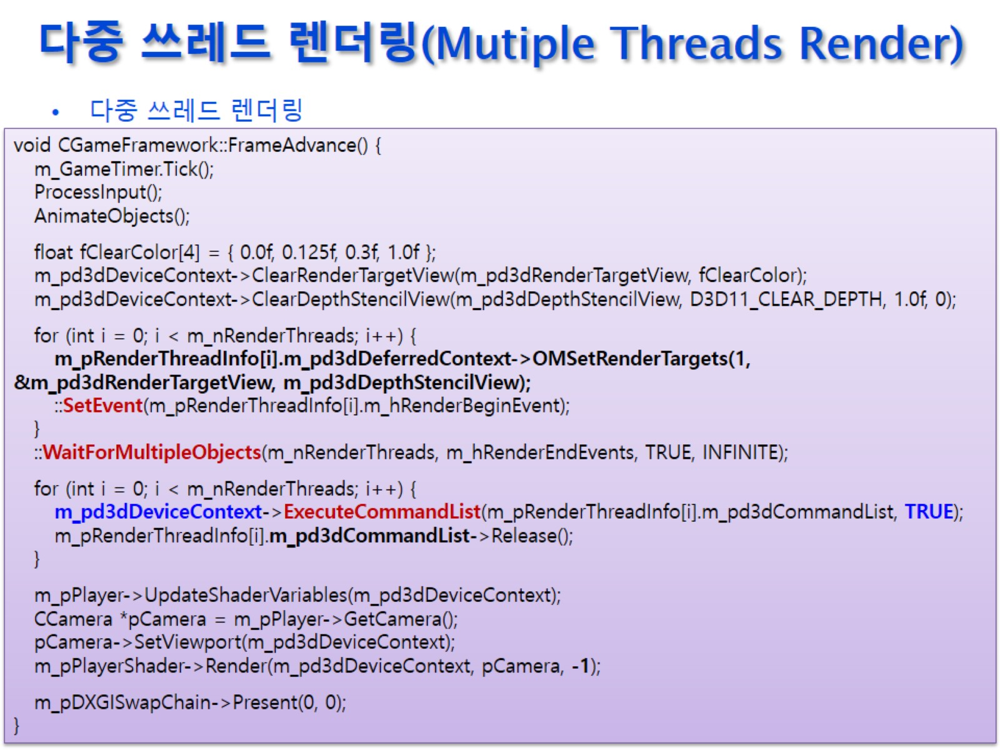 다중 쓰레드 렌더링(Mutiple Threads Render)
• 다중 쓰레드 렌더링
void CGameFramework::FrameAdvance() {
m_GameTimer.Tick();
ProcessInput();
AnimateObjects();
float fClearColor[4] = { 0.0f, 0.125f, 0.3f, 1.0f };
m_pd3dDeviceContext->ClearRenderTargetView(m_pd3dRenderTargetView, fClearColor);
m_pd3dDeviceContext->ClearDepthStencilView(m_pd3dDepthStencilView, D3D11_CLEAR_DEPTH, 1.0f, 0);
for (int i = 0; i < m_nRenderThreads; i++) {
m_pRenderThreadInfo[i].m_pd3dDeferredContext->OMSetRenderTargets(1,
&m_pd3dRenderTargetView, m_pd3dDepthStencilView);
::SetEvent(m_pRenderThreadInfo[i].m_hRenderBeginEvent);
}
::WaitForMultipleObjects(m_nRenderThreads, m_hRenderEndEvents, TRUE, INFINITE);
for (int i = 0; i < m_nRenderThreads; i++) {
m_pd3dDeviceContext->ExecuteCommandList(m_pRenderThreadInfo[i].m_pd3dCommandList, TRUE);
m_pRenderThreadInfo[i].m_pd3dCommandList->Release();
}
m_pPlayer->UpdateShaderVariables(m_pd3dDeviceContext);
CCamera *pCamera = m_pPlayer->GetCamera();
pCamera->SetViewport(m_pd3dDeviceContext);
m_pPlayerShader->Render(m_pd3dDeviceContext, pCamera, -1);
m_pDXGISwapChain->Present(0, 0);
}